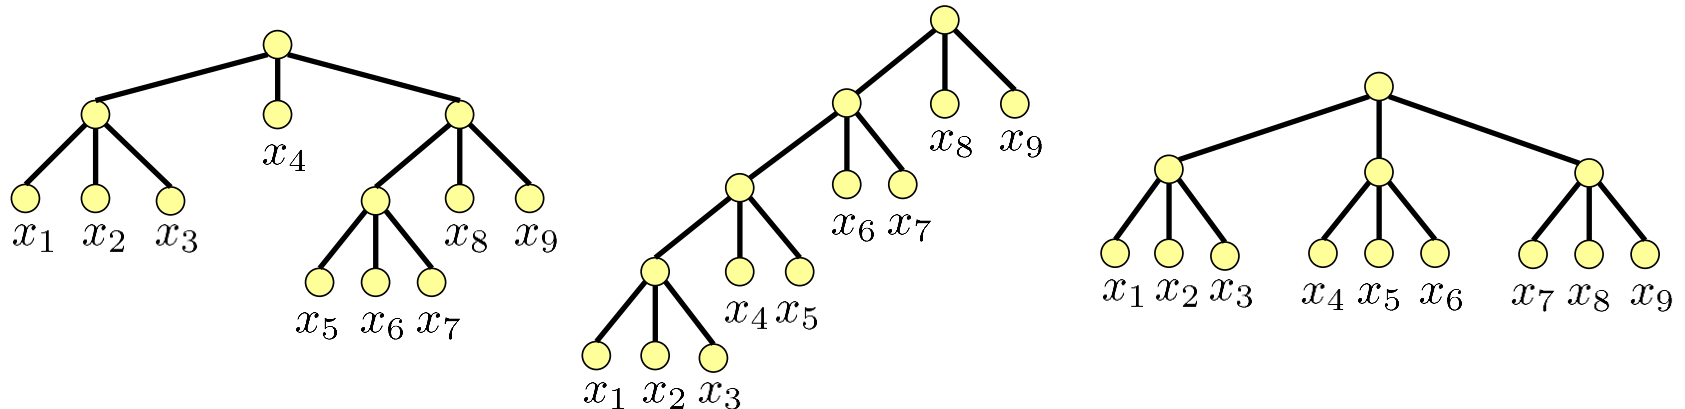 x₄
x₁ x₂ x₃ x₈ x₉
x₅ x₆ x₇
x₈ x₉
x₆ x₇
x₄ x₅
x₁ x₂ x₃
x₁ x₂ x₃ x₄ x₅ x₆ x₇ x₈ x₉